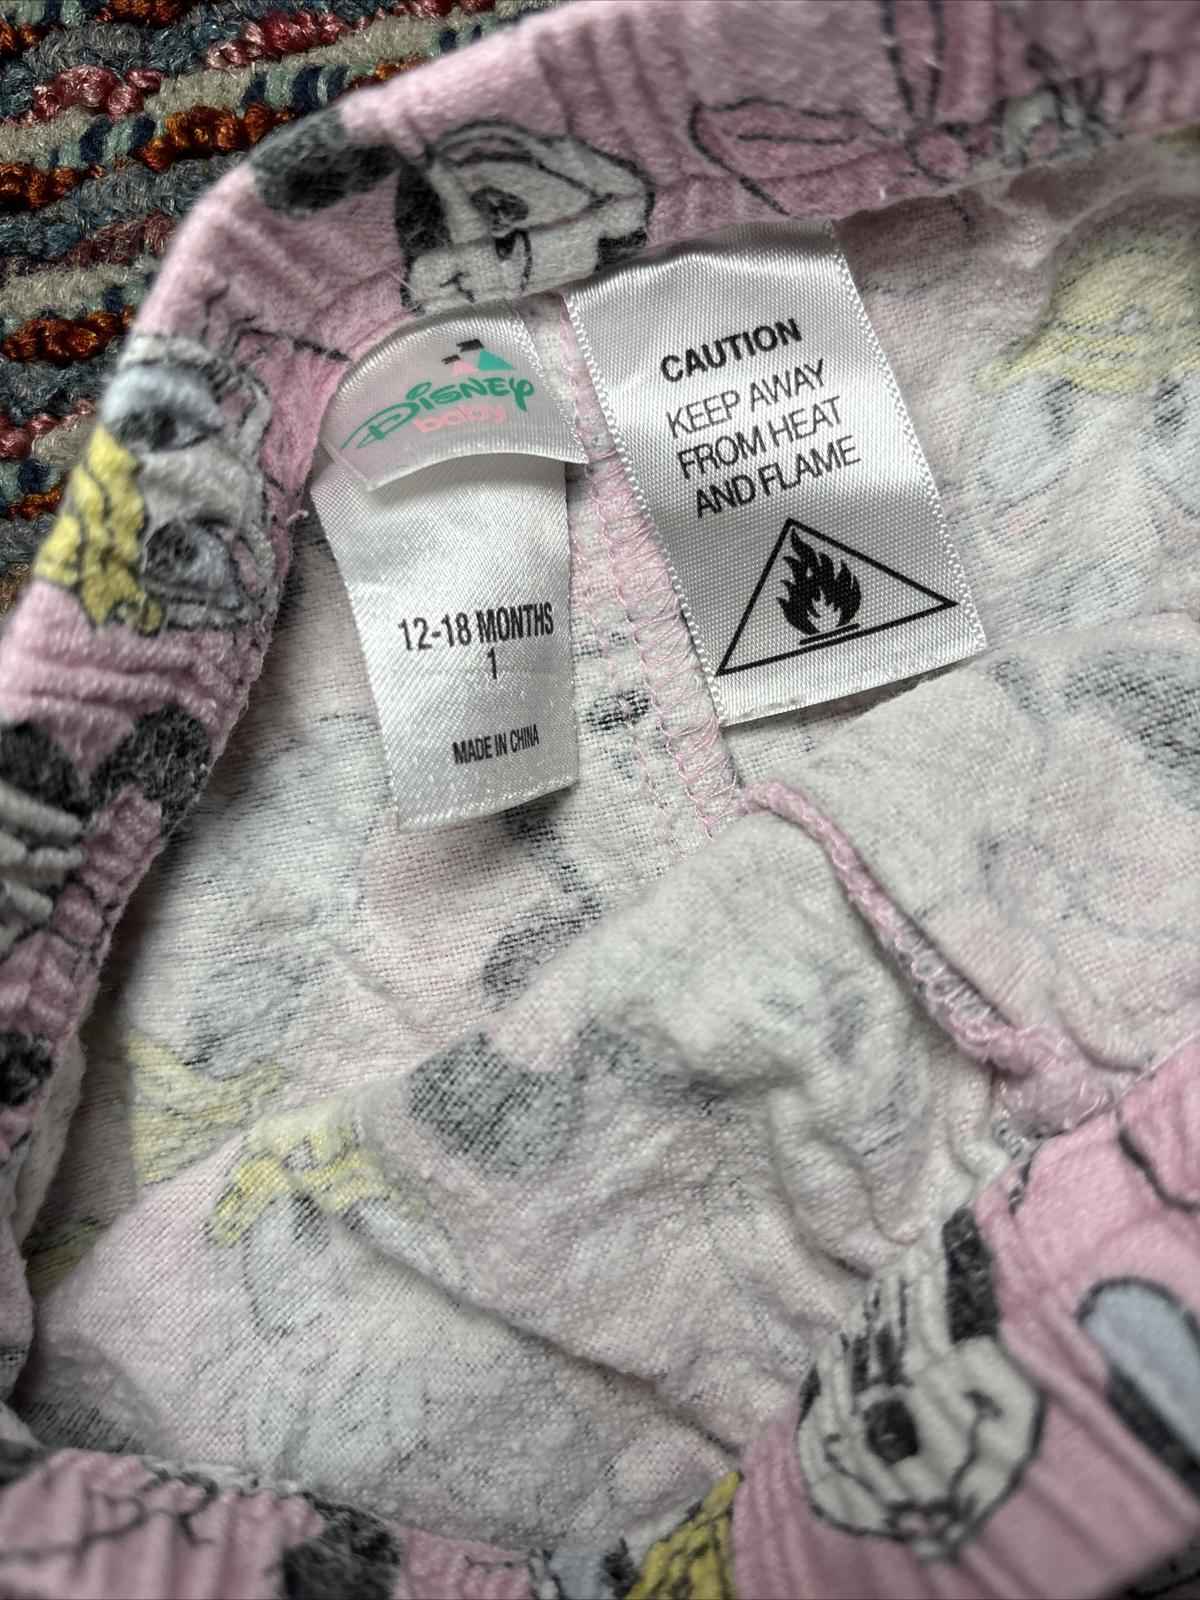 Disney
baby
12-18 MONTHS
1
MADE IN CHINA
CAUTION
KEEP AWAY
FROM HEAT
AND FLAME